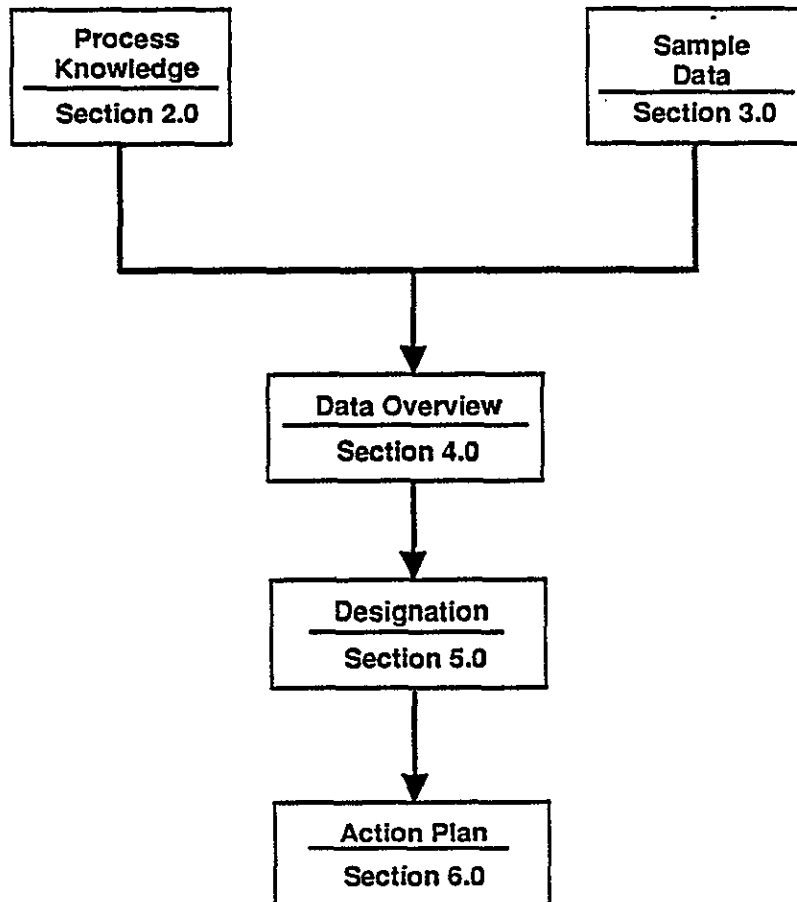 Process
Knowledge
Section 2.0
Sample
Data
Section 3.0
Data Overview
Section 4.0
Designation
Section 5.0
Action Plan
Section 6.0